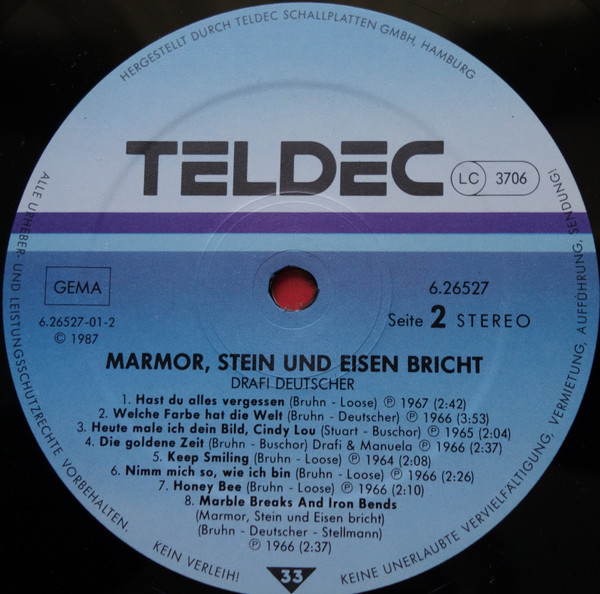 HERGESTELLT DURCH TELDEC SCHALLPLATTEN GMBH, HAMBURG
TELDEC
LC 3706
GEMA
6.26527
6.26527-01-2
Seite 2 STEREO
© 1987
MARMOR, STEIN UND EISEN BRICHT
DRAFI DEUTSCHER
1. Hast du alles vergessen (Bruhn - Loose) ℗ 1967 (2:42)
2. Welche Farbe hat die Welt (Bruhn - Deutscher) ℗ 1966 (3:53)
3. Heute male ich dein Bild, Cindy Lou (Stuart - Buschor) ℗ 1965 (2:04)
4. Die goldene Zeit (Bruhn - Buschor) Drafi & Manuela ℗ 1966 (2:37)
5. Keep Smiling (Bruhn - Loose) ℗ 1964 (2:08)
6. Nimm mich so, wie ich bin (Bruhn - Loose) ℗ 1966 (2:26)
7. Honey Bee (Bruhn - Loose) ℗ 1966 (2:10)
8. Marble Breaks And Iron Bends
(Marmor, Stein und Eisen bricht)
(Bruhn - Deutscher - Stellmann)
℗ 1966 (2:37)
33
ALLE URHEBER- UND LEISTUNGSSCHUTZRECHTE VORBEHALTEN.
KEIN VERLEIH!
KEINE UNERLAUBTE VERVIELFÄLTIGUNG, VERMIETUNG, AUFFÜHRUNG, SENDUNG!